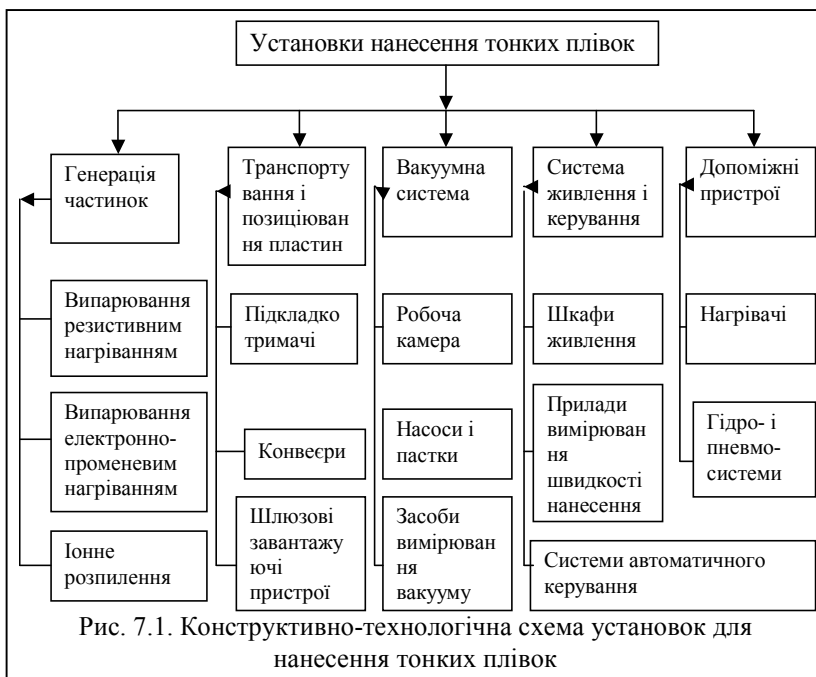 Установки нанесення тонких плівок
Генерація
частинок
Транспорту
вання і
позиціюван
ня пластин
Вакуумна
система
Система
живлення і
керування
Допоміжні
пристрої
Випарювання
резистивним
нагріванням
Підкладко
тримачі
Робоча
камера
Шкафи
живлення
Нагрівачі
Випарювання
електронно-
променевим
нагріванням
Конвеєри
Насоси і
пастки
Прилади
вимірюван
ня
швидкості
нанесення
Гідро- і
пневмо-
системи
Іонне
розпилення
Шлюзові
завантажу
ючі
пристрої
Засоби
вимірюван
ня
вакууму
Системи автоматичного
керування
Рис. 7.1. Конструктивно-технологічна схема установок для
нанесення тонких плівок